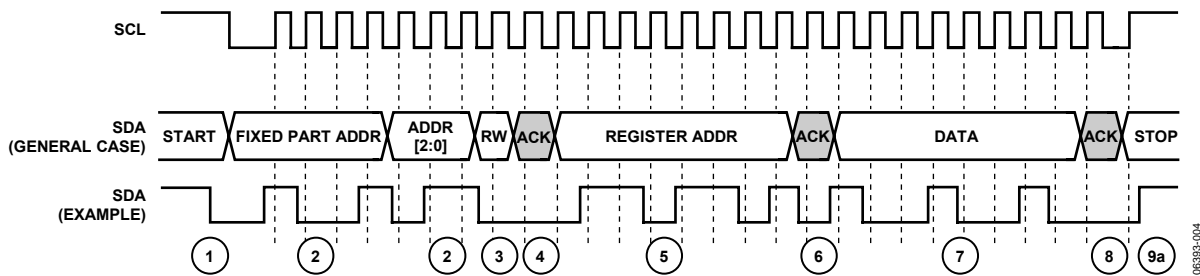 SCL
SDA
(GENERAL CASE)
START
FIXED PART ADDR
ADDR
[2:0]
RW
ACK
REGISTER ADDR
ACK
DATA
ACK
STOP
SDA
(EXAMPLE)
1
2
2
3
4
5
6
7
8
9a
06393-004